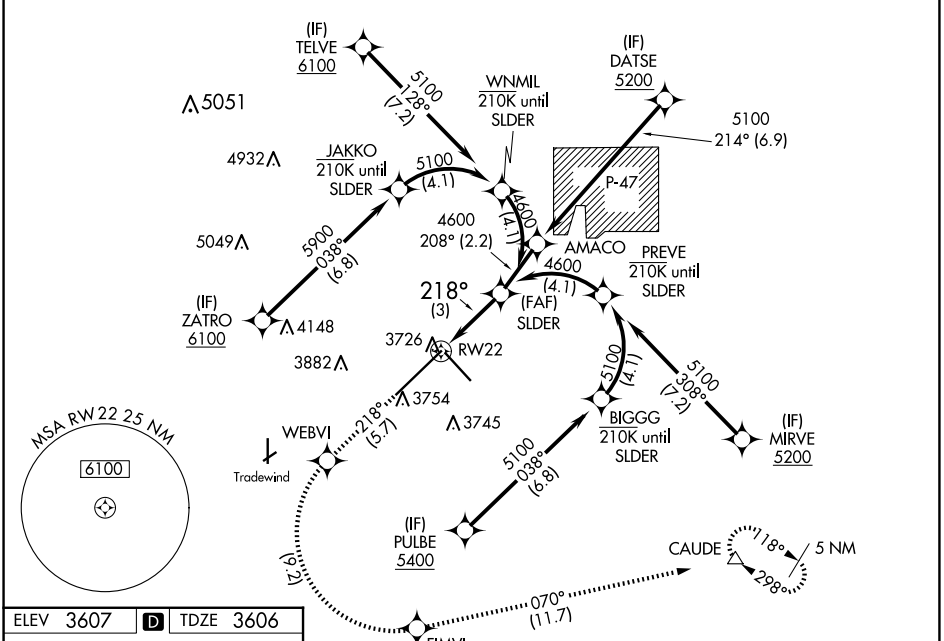 (IF)
TELVE
6100
5100
128°
(7.2)
WNMIL
210K until
SLDER
(IF)
DATSE
5200
5100
214° (6.9)
5051
4932
JAKKO
210K until
SLDER
5100
(4.1)
P-47
4600
(4.1)
4600
208° (2.2)
AMACO
5049
5900
038°
(6.8)
PREVE
210K until
SLDER
4600
(4.1)
218°
(3)
(FAF)
SLDER
(IF)
ZATRO
6100
4148
3882
3726
RW22
5100
(4.1)
5100
308°
(7.2)
3754
3745
218°
(5.7)
BIGGG
210K until
SLDER
(IF)
MIRVE
5200
MSA RW 22 25 NM
6100
WEBVI
Tradewind
5100
038°
(6.8)
(IF)
PULBE
5400
(9.2)
CAUDE
118°
298°
5 NM
070°
(11.7)
ELEV 3607 D TDZE 3606